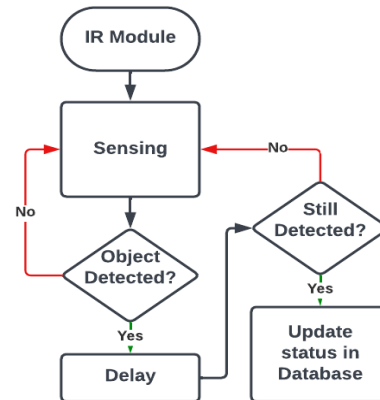 IR Module
Sensing
No
Object
Detected?
Yes
Delay
No
Still
Detected?
Yes
Update
status in
Database